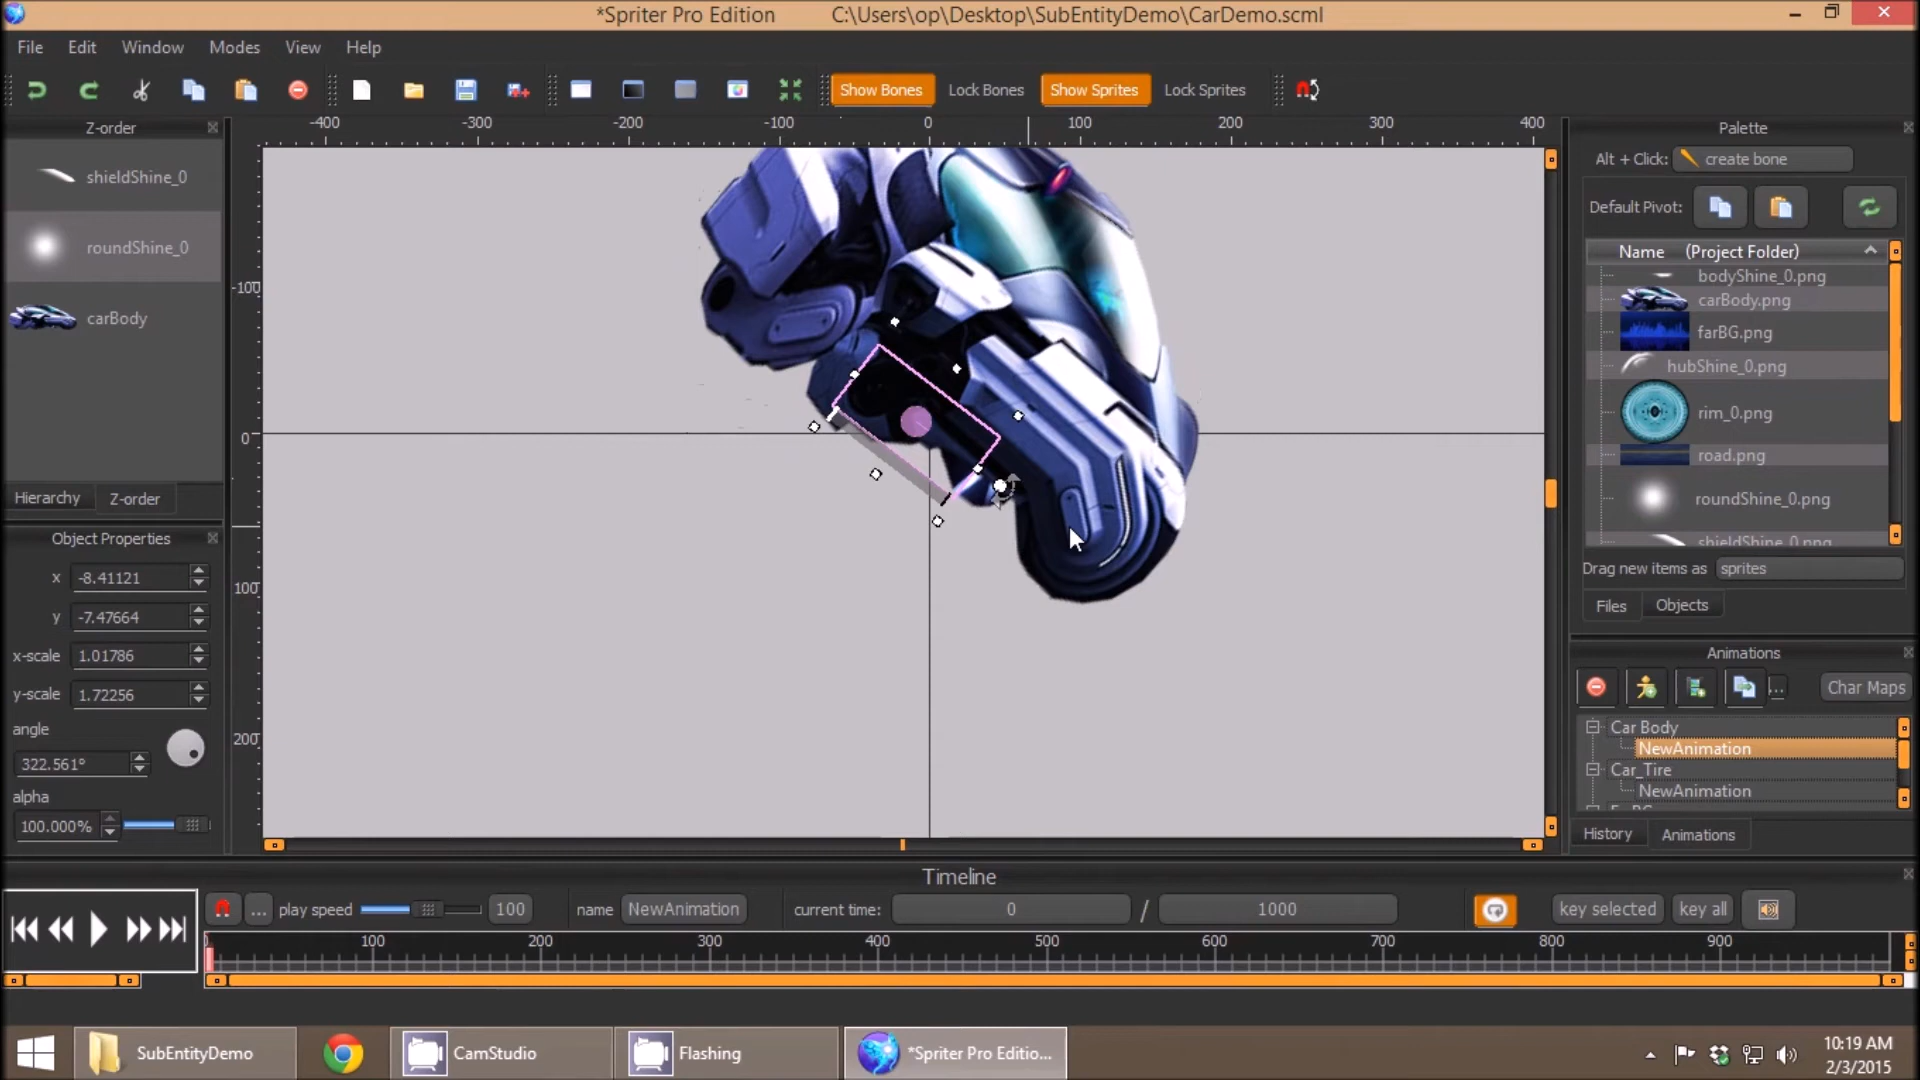 *Spriter Pro Edition C:\Users\op\Desktop\SubEntityDemo\CarDemo.scml
File Edit Window Modes View Help
Show Bones Lock Bones Show Sprites Lock Sprites
Z-order
shieldShine_0
roundShine_0
carBody
Hierarchy Z-order
Object Properties
x -8.41121
y -7.47664
x-scale 1.01786
y-scale 1.72256
angle
322.561°
alpha
100.000%
-400 -300 -200 -100 0 100 200 300 400
-100
0
100
200
Palette
Alt + Click: create bone
Default Pivot:
Name (Project Folder)
bodyShine_0.png
carBody.png
farBG.png
hubShine_0.png
rim_0.png
road.png
roundShine_0.png
shieldShine_0.png
Drag new items as sprites
Files Objects
Animations
... Char Maps
Car Body
NewAnimation
Car_Tire
NewAnimation
History Animations
Timeline
... play speed 100 name NewAnimation current time: 0 / 1000 key selected key all
0 100 200 300 400 500 600 700 800 900
SubEntityDemo CamStudio Flashing *Spriter Pro Editio... 10:19 AM
2/3/2015